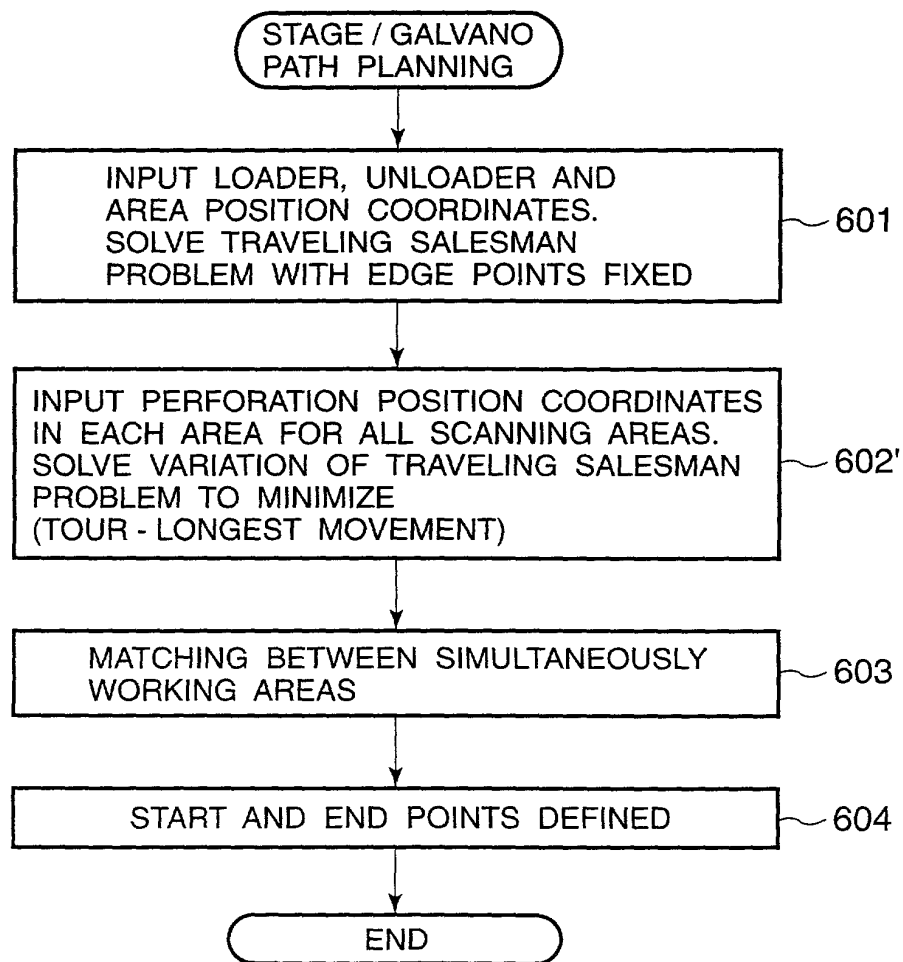 STAGE / GALVANO
PATH PLANNING
INPUT LOADER, UNLOADER AND
AREA POSITION COORDINATES.
SOLVE TRAVELING SALESMAN
PROBLEM WITH EDGE POINTS FIXED
601
INPUT PERFORATION POSITION COORDINATES
IN EACH AREA FOR ALL SCANNING AREAS.
SOLVE VARIATION OF TRAVELING SALESMAN
PROBLEM TO MINIMIZE
(TOUR - LONGEST MOVEMENT)
602'
MATCHING BETWEEN SIMULTANEOUSLY
WORKING AREAS
603
START AND END POINTS DEFINED
604
END